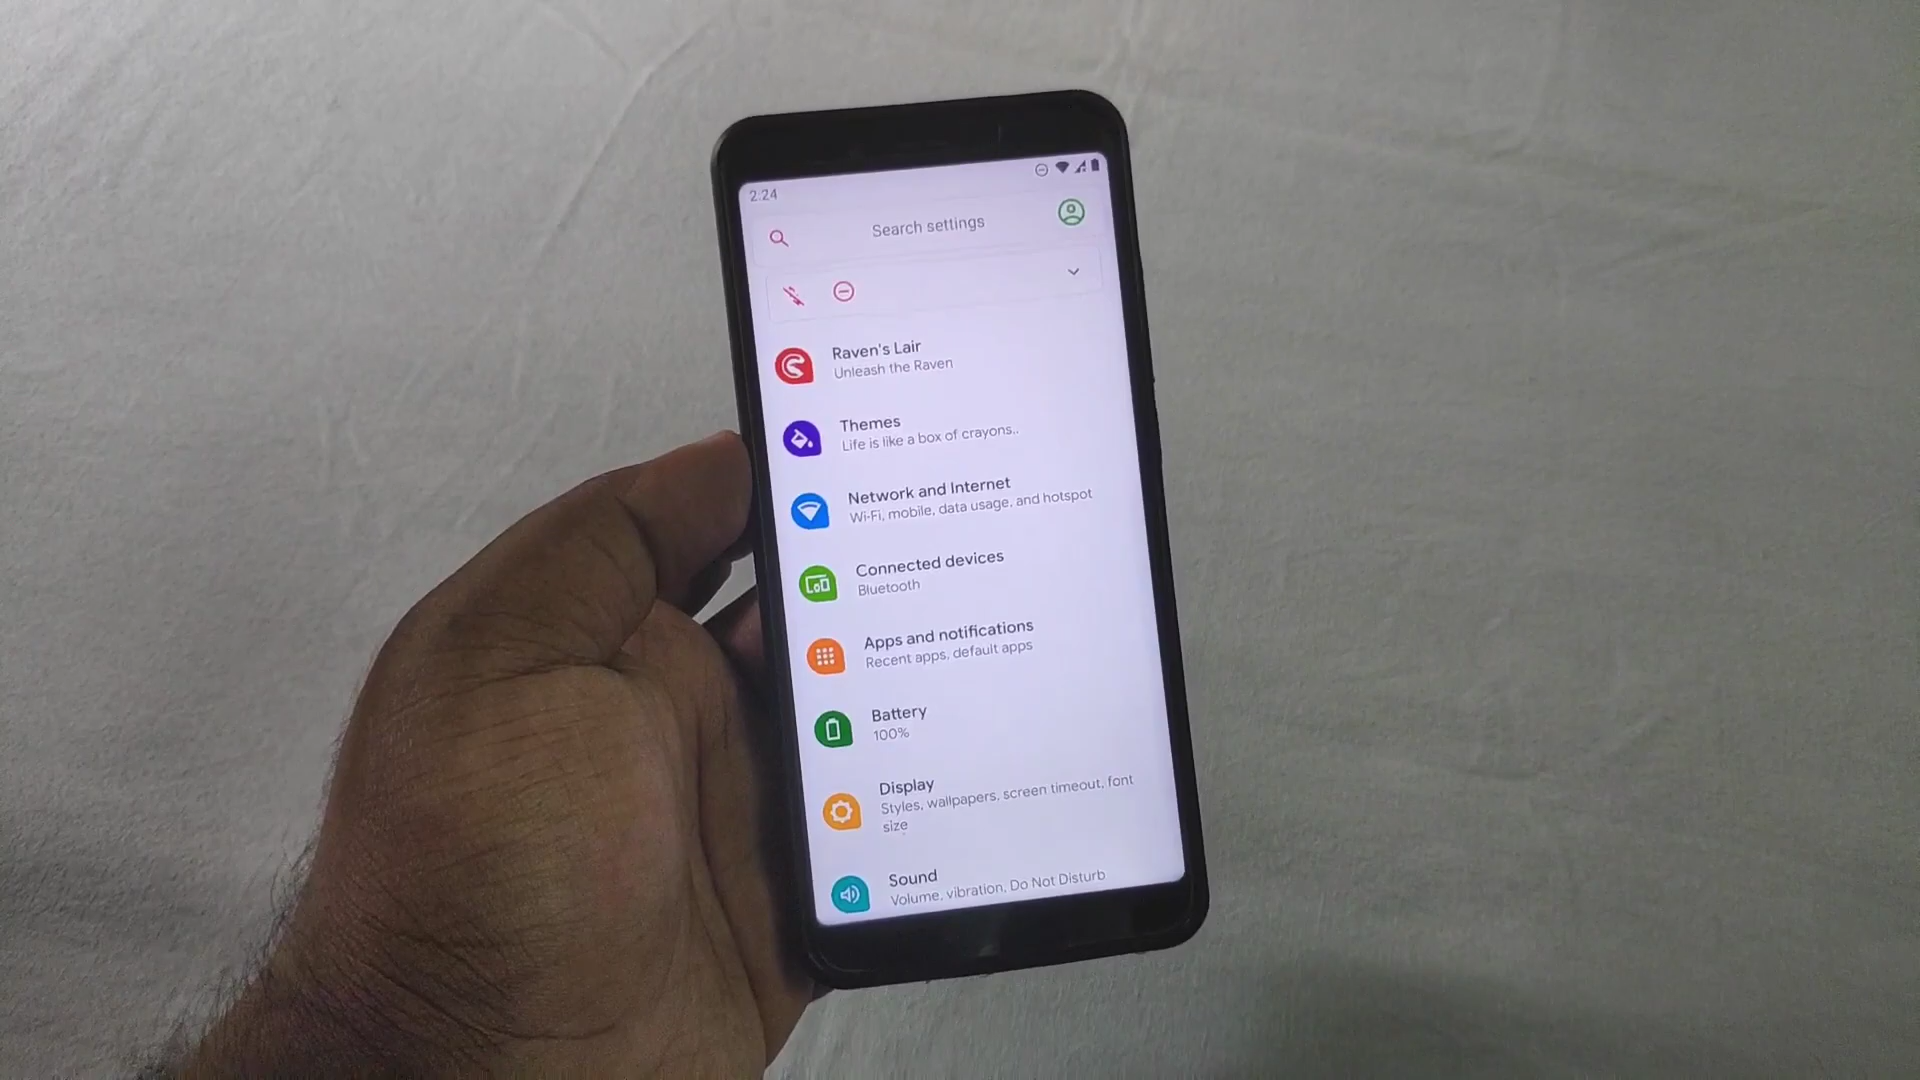 2:24
Search settings
Raven's Lair
Unleash the Raven
Themes
Life is like a box of crayons..
Network and Internet
Wi-Fi, mobile, data usage, and hotspot
Connected devices
Bluetooth
Apps and notifications
Recent apps, default apps
Battery
100%
Display
Styles, wallpapers, screen timeout, font
size
Sound
Volume, vibration, Do Not Disturb